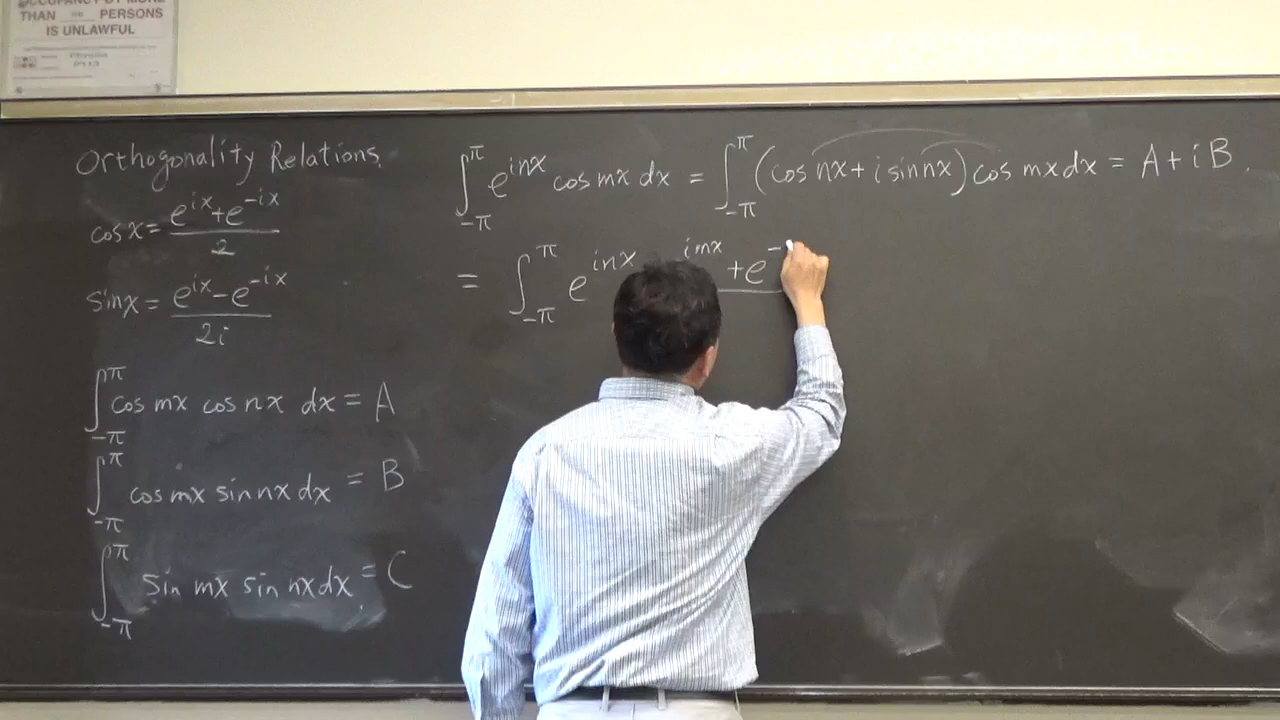 OCCUPANCY BY MORE
THAN PERSONS
IS UNLAWFUL
Orthogonality Relations.
cos x = (e^{ix} + e^{-ix}) / 2
sin x = (e^{ix} - e^{-ix}) / 2i
∫_{-π}^{π} cos mx cos nx dx = A
∫_{-π}^{π} cos mx sin nx dx = B
∫_{-π}^{π} sin mx sin nx dx = C
∫_{-π}^{π} e^{inx} cos mx dx = ∫_{-π}^{π} (cos nx + i sin nx) cos mx dx = A + iB.
= ∫_{-π}^{π} e^{inx} ^{imx} + e^{-